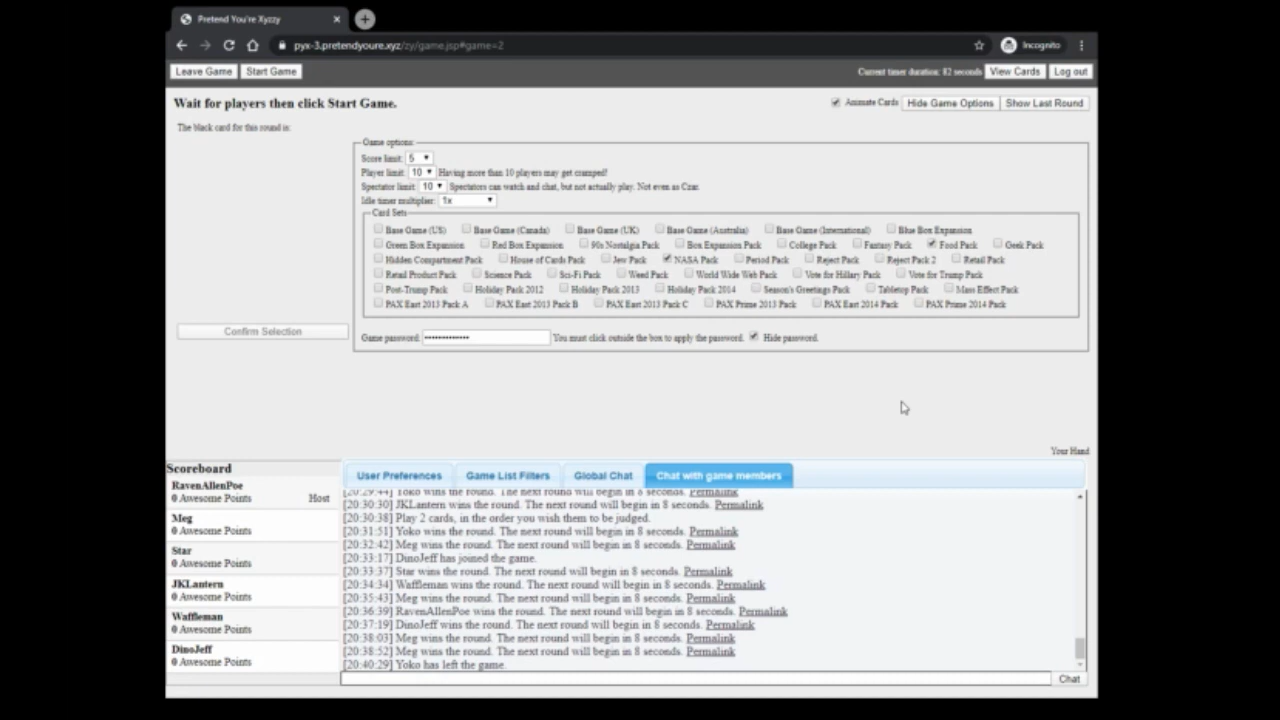 Pretend You're Xyzzy
pyx-3.pretendyoure.xyz/zy/game.jsp#game=2
Incognito
Leave Game Start Game Current timer duration: 82 seconds View Cards Log out
Wait for players then click Start Game. Animate Cards Hide Game Options Show Last Round
The black card for this round is:
Game options:
Score limit: 5
Player limit: 10 Having more than 10 players may get cramped!
Spectator limit: 10 Spectators can watch and chat, but not actually play. Not even as Czar.
Idle timer multiplier: 1x
Card Sets
Base Game (US) Base Game (Canada) Base Game (UK) Base Game (Australia) Base Game (International) Blue Box Expansion
Green Box Expansion Red Box Expansion 90s Nostalgia Pack Box Expansion Pack College Pack Fantasy Pack Food Pack Geek Pack
Hidden Compartment Pack House of Cards Pack Jew Pack NASA Pack Period Pack Reject Pack Reject Pack 2 Retail Pack
Retail Product Pack Science Pack Sci-Fi Pack Weed Pack World Wide Web Pack Vote for Hillary Pack Vote for Trump Pack
Post-Trump Pack Holiday Pack 2012 Holiday Pack 2013 Holiday Pack 2014 Season's Greetings Pack Tabletop Pack Mass Effect Pack
PAX East 2013 Pack A PAX East 2013 Pack B PAX East 2013 Pack C PAX Prime 2013 Pack PAX East 2014 Pack PAX Prime 2014 Pack
Confirm Selection
Game password: •••••••••••••• You must click outside the box to apply the password. Hide password.
Your Hand
Scoreboard
RavenAllenPoe
0 Awesome Points Host
Meg
0 Awesome Points
Star
0 Awesome Points
JKLantern
0 Awesome Points
Waffleman
0 Awesome Points
DinoJeff
0 Awesome Points
User Preferences Game List Filters Global Chat Chat with game members
[20:29:44] Yoko wins the round. The next round will begin in 8 seconds. Permalink
[20:30:30] JKLantern wins the round. The next round will begin in 8 seconds. Permalink
[20:30:38] Play 2 cards, in the order you wish them to be judged.
[20:31:51] Yoko wins the round. The next round will begin in 8 seconds. Permalink
[20:32:42] Meg wins the round. The next round will begin in 8 seconds. Permalink
[20:33:17] DinoJeff has joined the game.
[20:33:37] Star wins the round. The next round will begin in 8 seconds. Permalink
[20:34:34] Waffleman wins the round. The next round will begin in 8 seconds. Permalink
[20:35:43] Meg wins the round. The next round will begin in 8 seconds. Permalink
[20:36:39] RavenAllenPoe wins the round. The next round will begin in 8 seconds. Permalink
[20:37:19] DinoJeff wins the round. The next round will begin in 8 seconds. Permalink
[20:38:03] Meg wins the round. The next round will begin in 8 seconds. Permalink
[20:38:52] Meg wins the round. The next round will begin in 8 seconds. Permalink
[20:40:29] Yoko has left the game.
Chat